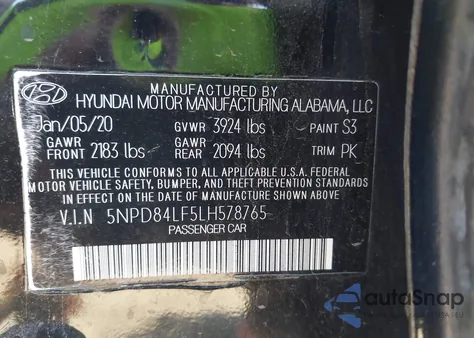 MANUFACTURED BY
HYUNDAI MOTOR MANUFACTURING ALABAMA, LLC
Jan/05/20 GVWR 3924 lbs PAINT S3
GAWR FRONT 2183 lbs GAWR REAR 2094 lbs TRIM PK
THIS VEHICLE CONFORMS TO ALL APPLICABLE U.S.A. FEDERAL
MOTOR VEHICLE SAFETY, BUMPER, AND THEFT PREVENTION STANDARDS
IN EFFECT ON THE DATE OF MANUFACTURE SHOWN ABOVE.
V.I.N 5NPD84LF5LH578765
PASSENGER CAR
autoSnap